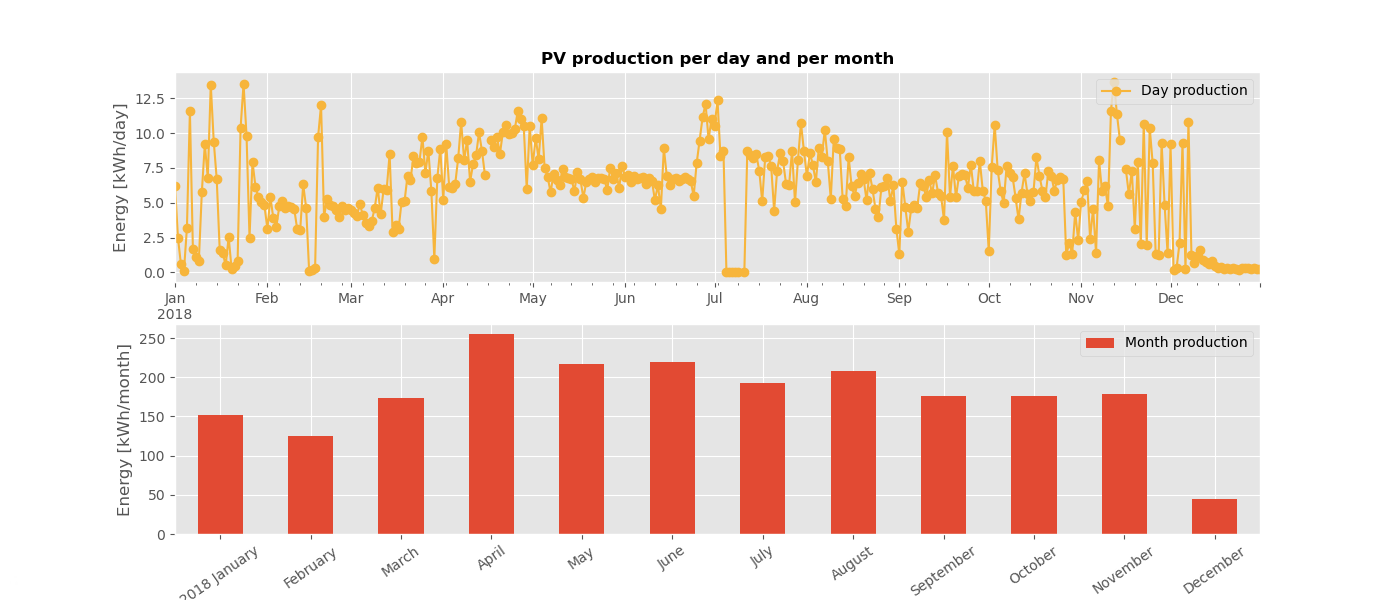 PV production per day and per month
Energy [kWh/day]
12.5
10.0
7.5
5.0
2.5
0.0
Day production
Jan Feb Mar Apr May Jun Jul Aug Sep Oct Nov Dec
2018
Energy [kWh/month]
250
200
150
100
50
0
Month production
2018 January February March April May June July August September October November December